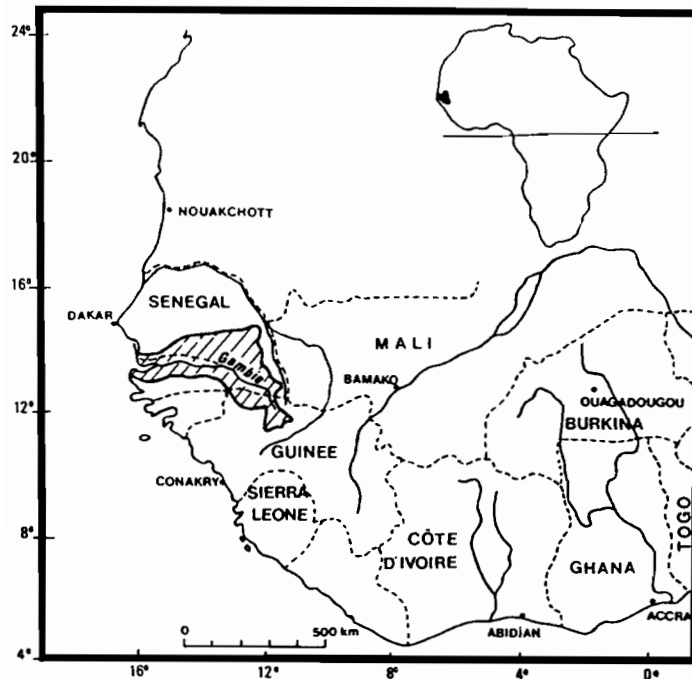 24°
20°
NOUAKCHOTT
16°
SENEGAL
DAKAR
MALI
Gambie
BAMAKO
OUAGADOUGOU
12°
BURKINA
GUINEE
CONAKRY
SIERRA
LEONE
TOGO
8°
CÔTE
D'IVOIRE
GHANA
0
500 km
ACCRA
ABIDJAN
4°
16°
12°
8°
4°
0°